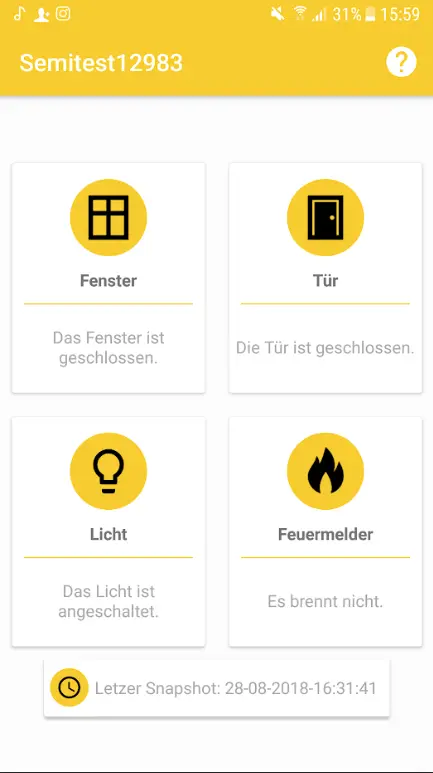 31% 15:59
Semitest12983
Fenster
Tür
Das Fenster ist
geschlossen.
Die Tür ist geschlossen.
Licht
Feuermelder
Das Licht ist
angeschaltet.
Es brennt nicht.
Letzer Snapshot: 28-08-2018-16:31:41